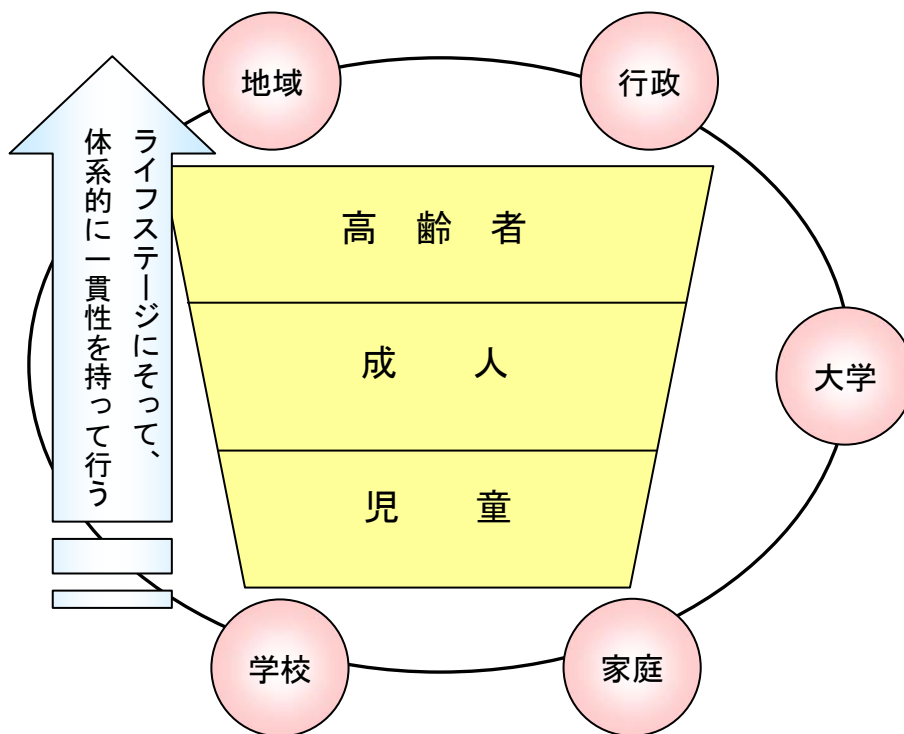 地域
行政
ライフステージにそって、
体系的に一貫性を持って行う
高　齢　者
成　　人
大学
児　　童
学校
家庭